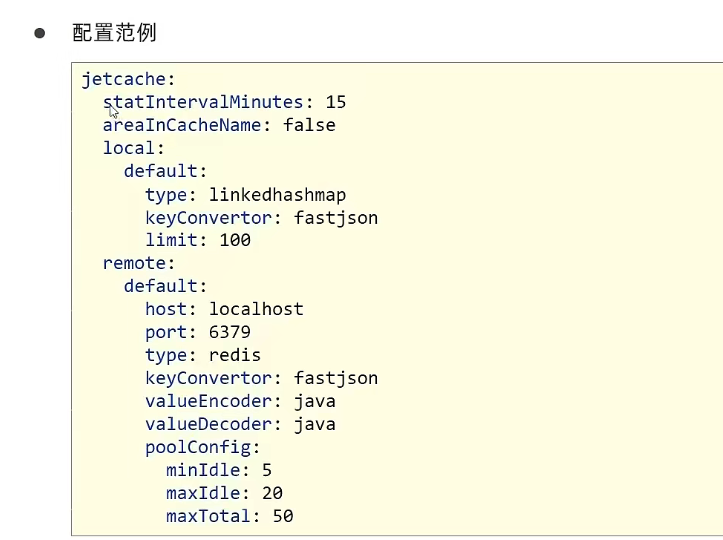 ● 配置范例
jetcache:
  statIntervalMinutes: 15
  areaInCacheName: false
  local:
    default:
      type: linkedhashmap
      keyConvertor: fastjson
      limit: 100
  remote:
    default:
      host: localhost
      port: 6379
      type: redis
      keyConvertor: fastjson
      valueEncoder: java
      valueDecoder: java
      poolConfig:
        minIdle: 5
        maxIdle: 20
        maxTotal: 50